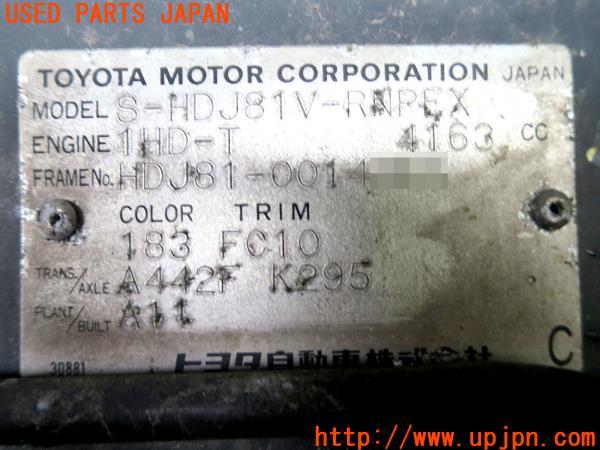 USED PARTS JAPAN
TOYOTA MOTOR CORPORATION JAPAN
MODEL S-HDJ81V-RNPEX
ENGINE 1HD-T 4163 CC
FRAME No. HDJ81-0014
COLOR TRIM
183 FC10
TRANS./AXLE A442F K295
PLANT/BUILT A11
30881 トヨタ自動車株式会社 C
http://www.upjpn.com/